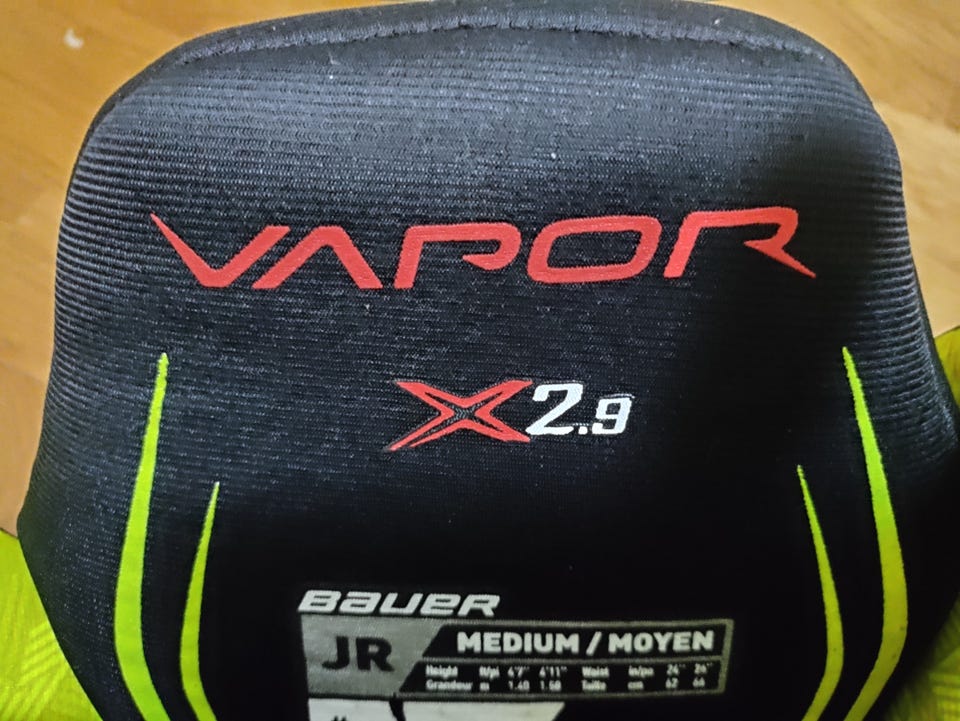 VAPOR
X2.9
BAUER
JR MEDIUM / MOYEN
Height ft/pi 4'7" 4'11" Waist in/po 24" 26"
Grandeur m 1.40 1.50 Taille cm 62 66